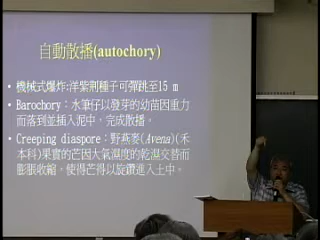 自動散播(autochory)
• 機械式爆炸:洋紫荊種子可彈跳至15 m
• Barochory:水筆仔以發芽的幼苗因重力
而落到並插入泥中,完成散播。
• Creeping diaspore:野燕麥(Avena)(禾
本科)果實的芒因大氣濕度的乾濕交替而
膨脹收縮,使得芒得以旋鑽進入土中。